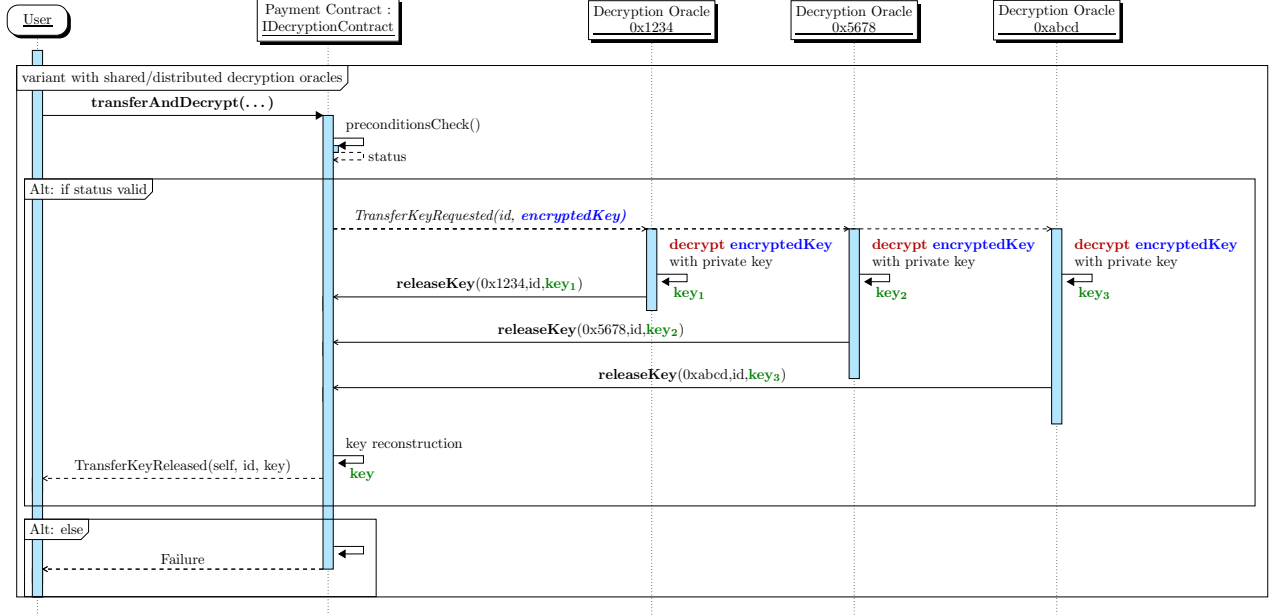 User
Payment Contract :
IDecryptionContract
Decryption Oracle
0x1234
Decryption Oracle
0x5678
Decryption Oracle
0xabcd
variant with shared/distributed decryption oracles
transferAndDecrypt(...)
preconditionsCheck()
status
Alt: if status valid
TransferKeyRequested(id, encryptedKey)
decrypt encryptedKey
with private key
key₁
decrypt encryptedKey
with private key
key₂
decrypt encryptedKey
with private key
key₃
releaseKey(0x1234,id,key₁)
releaseKey(0x5678,id,key₂)
releaseKey(0xabcd,id,key₃)
key reconstruction
key
TransferKeyReleased(self, id, key)
Alt: else
Failure